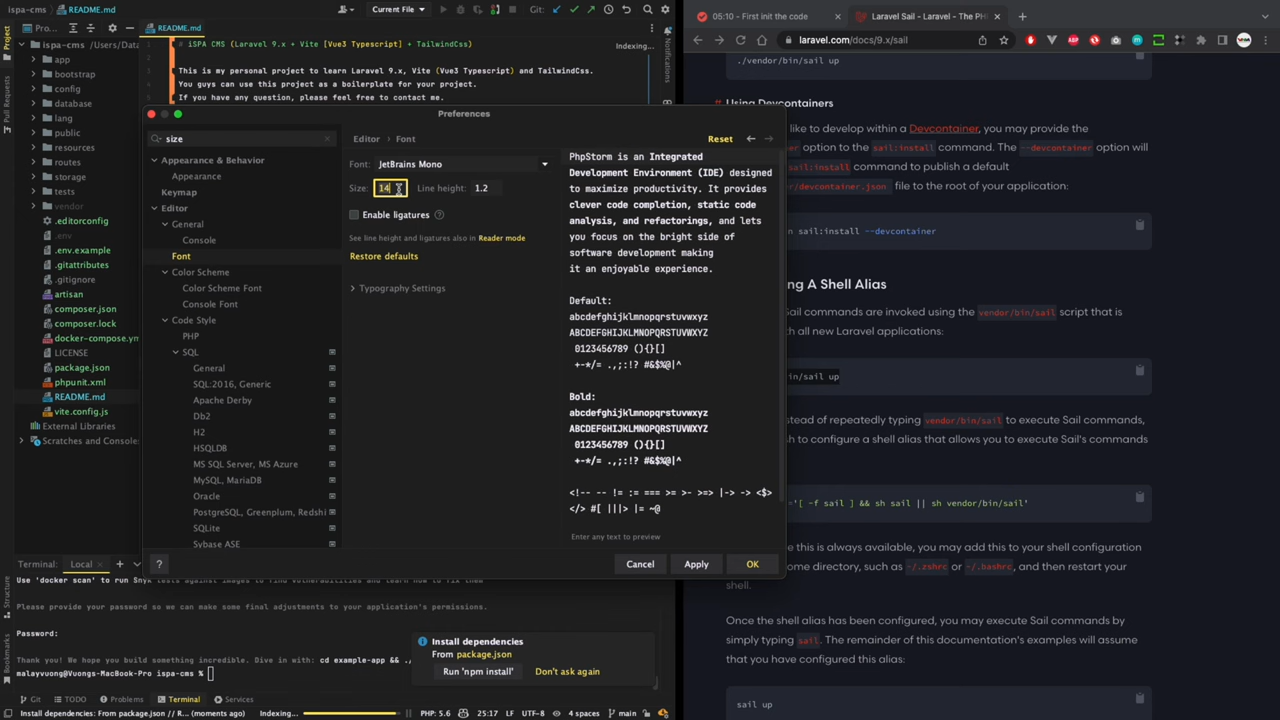 ispa-cms
README.md
Current File
Git:
Pro...
README.md
ispa-cms /Users/Data
app
bootstrap
config
database
lang
public
resources
routes
storage
tests
vendor
.editorconfig
.env
.env.example
.gitattributes
.gitignore
artisan
composer.json
composer.lock
docker-compose.ym
LICENSE
package.json
phpunit.xml
README.md
vite.config.js
External Libraries
Scratches and Console
Project
Pull Requests
Structure
Bookmarks
Notifications
1
2
3
4
5
# iSPA CMS (Laravel 9.x + Vite [Vue3 Typescript] + TailwindCss)
Indexing...
This is my personal project to learn Laravel 9.x, Vite (Vue3 Typescript) and TailwindCss.
You guys can use this project as a boilerplate for your project.
If you have any question, please feel free to contact me.
Preferences
size
Appearance & Behavior
Appearance
Keymap
Editor
General
Console
Font
Color Scheme
Color Scheme Font
Console Font
Code Style
PHP
SQL
General
SQL:2016, Generic
Apache Derby
Db2
H2
HSQLDB
MS SQL Server, MS Azure
MySQL, MariaDB
Oracle
PostgreSQL, Greenplum, Redshi
SQLite
Sybase ASE
Editor › Font
Reset
Font: JetBrains Mono
Size: 14 Line height: 1.2
Enable ligatures
See line height and ligatures also in Reader mode
Restore defaults
Typography Settings
PhpStorm is an Integrated
Development Environment (IDE) designed
to maximize productivity. It provides
clever code completion, static code
analysis, and refactorings, and lets
you focus on the bright side of
software development making
it an enjoyable experience.
Default:
abcdefghijklmnopqrstuvwxyz
ABCDEFGHIJKLMNOPQRSTUVWXYZ
0123456789 (){}[]
+-*/= .,;:!? #&$%@|^
Bold:
abcdefghijklmnopqrstuvwxyz
ABCDEFGHIJKLMNOPQRSTUVWXYZ
0123456789 (){}[]
+-*/= .,;:!? #&$%@|^
<!-- -- != := === >= >- >=> |-> -> <$>
</> #[ |||> |= ~@
Enter any text to preview
?
Cancel
Apply
OK
Terminal: Local
Use 'docker scan' to run Snyk tests against images to find vulnerabilities and learn how to fix them
Please provide your password so we can make some final adjustments to your application's permissions.
Password:
Thank you! We hope you build something incredible. Dive in with: cd example-app && ./
malayvuong@Vuongs-MacBook-Pro ispa-cms %
Install dependencies
From package.json
Run 'npm install'
Don't ask again
Git
TODO
Problems
Terminal
Services
Install dependencies: From package.json // R... (moments ago)
Indexing...
PHP: 5.6
25:17
LF
UTF-8
4 spaces
main
05:10 - First init the code
Laravel Sail - Laravel - The PH
laravel.com/docs/9.x/sail
./vendor/bin/sail up
Using Devcontainers
like to develop within a Devcontainer, you may provide the
option to the sail:install command. The --devcontainer option will
sail:install command to publish a default
container.json file to the root of your application:
n sail:install --devcontainer
ng A Shell Alias
ail commands are invoked using the vendor/bin/sail script that is
th all new Laravel applications:
in/sail up
stead of repeatedly typing vendor/bin/sail to execute Sail commands,
sh to configure a shell alias that allows you to execute Sail's commands
='[ -f sail ] && sh sail || sh vendor/bin/sail'
e this is always available, you may add this to your shell configuration
ome directory, such as ~/.zshrc or ~/.bashrc, and then restart your
shell.
Once the shell alias has been configured, you may execute Sail commands by
simply typing sail. The remainder of this documentation's examples will assume
that you have configured this alias:
sail up